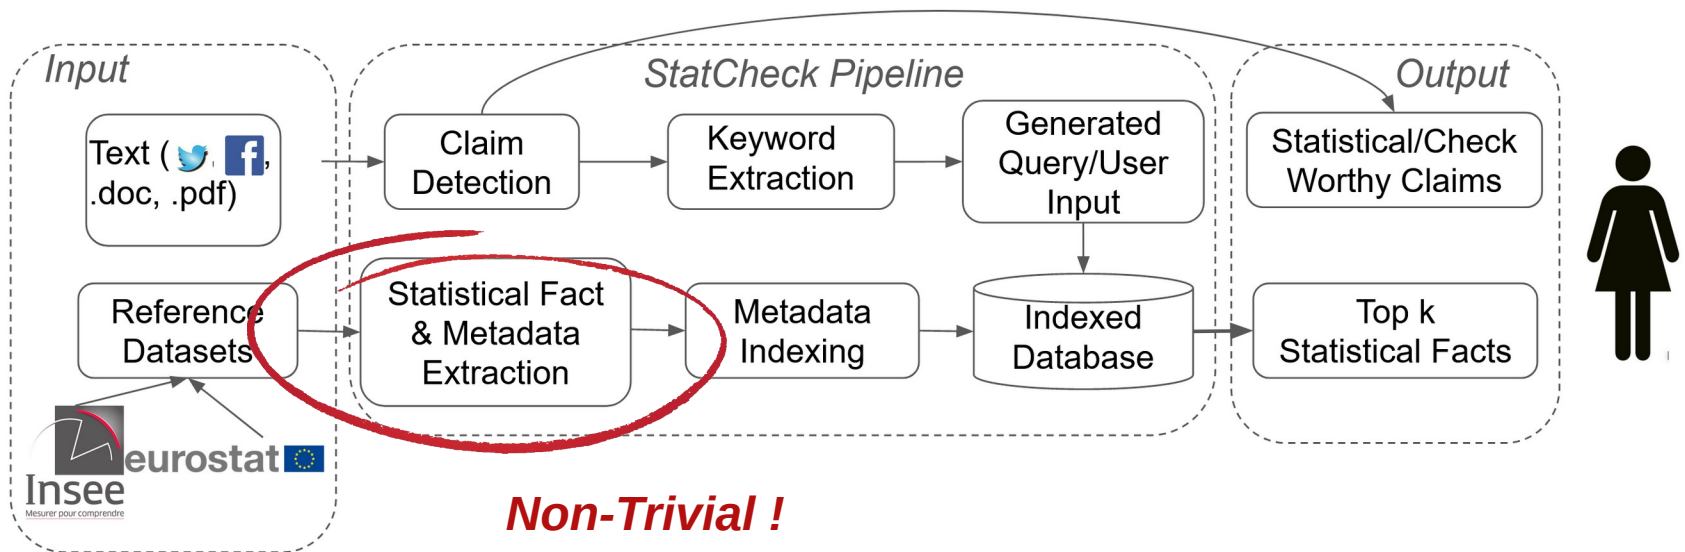 Input
StatCheck Pipeline
Output
Text ( , ,
.doc, .pdf)
Claim
Detection
Keyword
Extraction
Generated
Query/User
Input
Statistical/Check
Worthy Claims
Reference
Datasets
Statistical Fact
& Metadata
Extraction
Metadata
Indexing
Indexed
Database
Top k
Statistical Facts
eurostat
Insee
Mesurer pour comprendre
Non-Trivial !